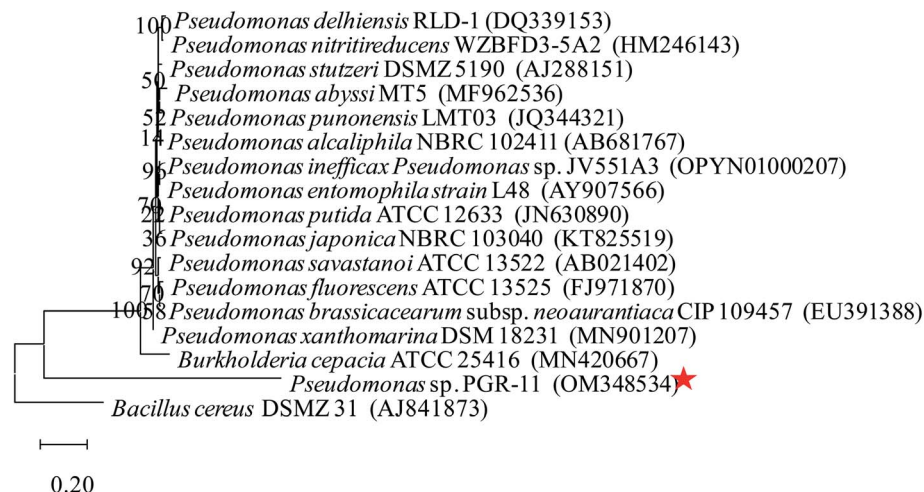 100
Pseudomonas delhiensis RLD-1 (DQ339153)
Pseudomonas nitritireducens WZBFD3-5A2 (HM246143)
Pseudomonas stutzeri DSMZ 5190 (AJ288151)
50
Pseudomonas abyssi MT5 (MF962536)
52
Pseudomonas punonensis LMT03 (JQ344321)
14
Pseudomonas alcaliphila NBRC 102411 (AB681767)
96
Pseudomonas inefficax Pseudomonas sp. JV551A3 (OPYN01000207)
Pseudomonas entomophila strain L48 (AY907566)
70
22
Pseudomonas putida ATCC 12633 (JN630890)
36
Pseudomonas japonica NBRC 103040 (KT825519)
92
Pseudomonas savastanoi ATCC 13522 (AB021402)
70
Pseudomonas fluorescens ATCC 13525 (FJ971870)
100
58
Pseudomonas brassicacearum subsp. neoaurantiaca CIP 109457 (EU391388)
Pseudomonas xanthomarina DSM 18231 (MN901207)
Burkholderia cepacia ATCC 25416 (MN420667)
Pseudomonas sp. PGR-11 (OM348534)
Bacillus cereus DSMZ 31 (AJ841873)
0.20